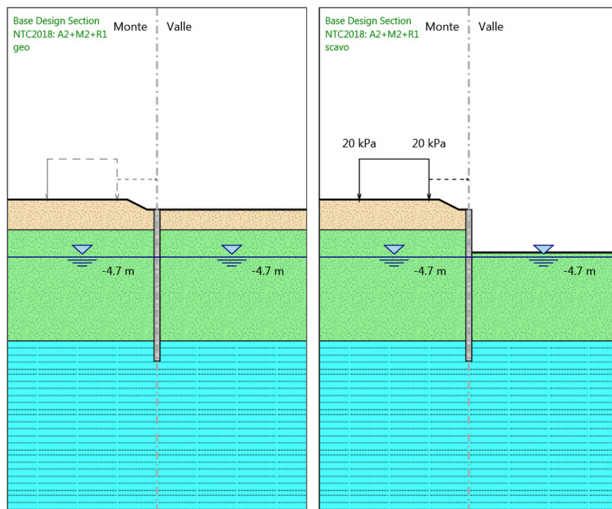 Base Design Section
NTC2018: A2+M2+R1
geo
Monte
Valle
-4.7 m
-4.7 m
Base Design Section
NTC2018: A2+M2+R1
scavo
Monte
Valle
20 kPa
20 kPa
-4.7 m
-4.7 m